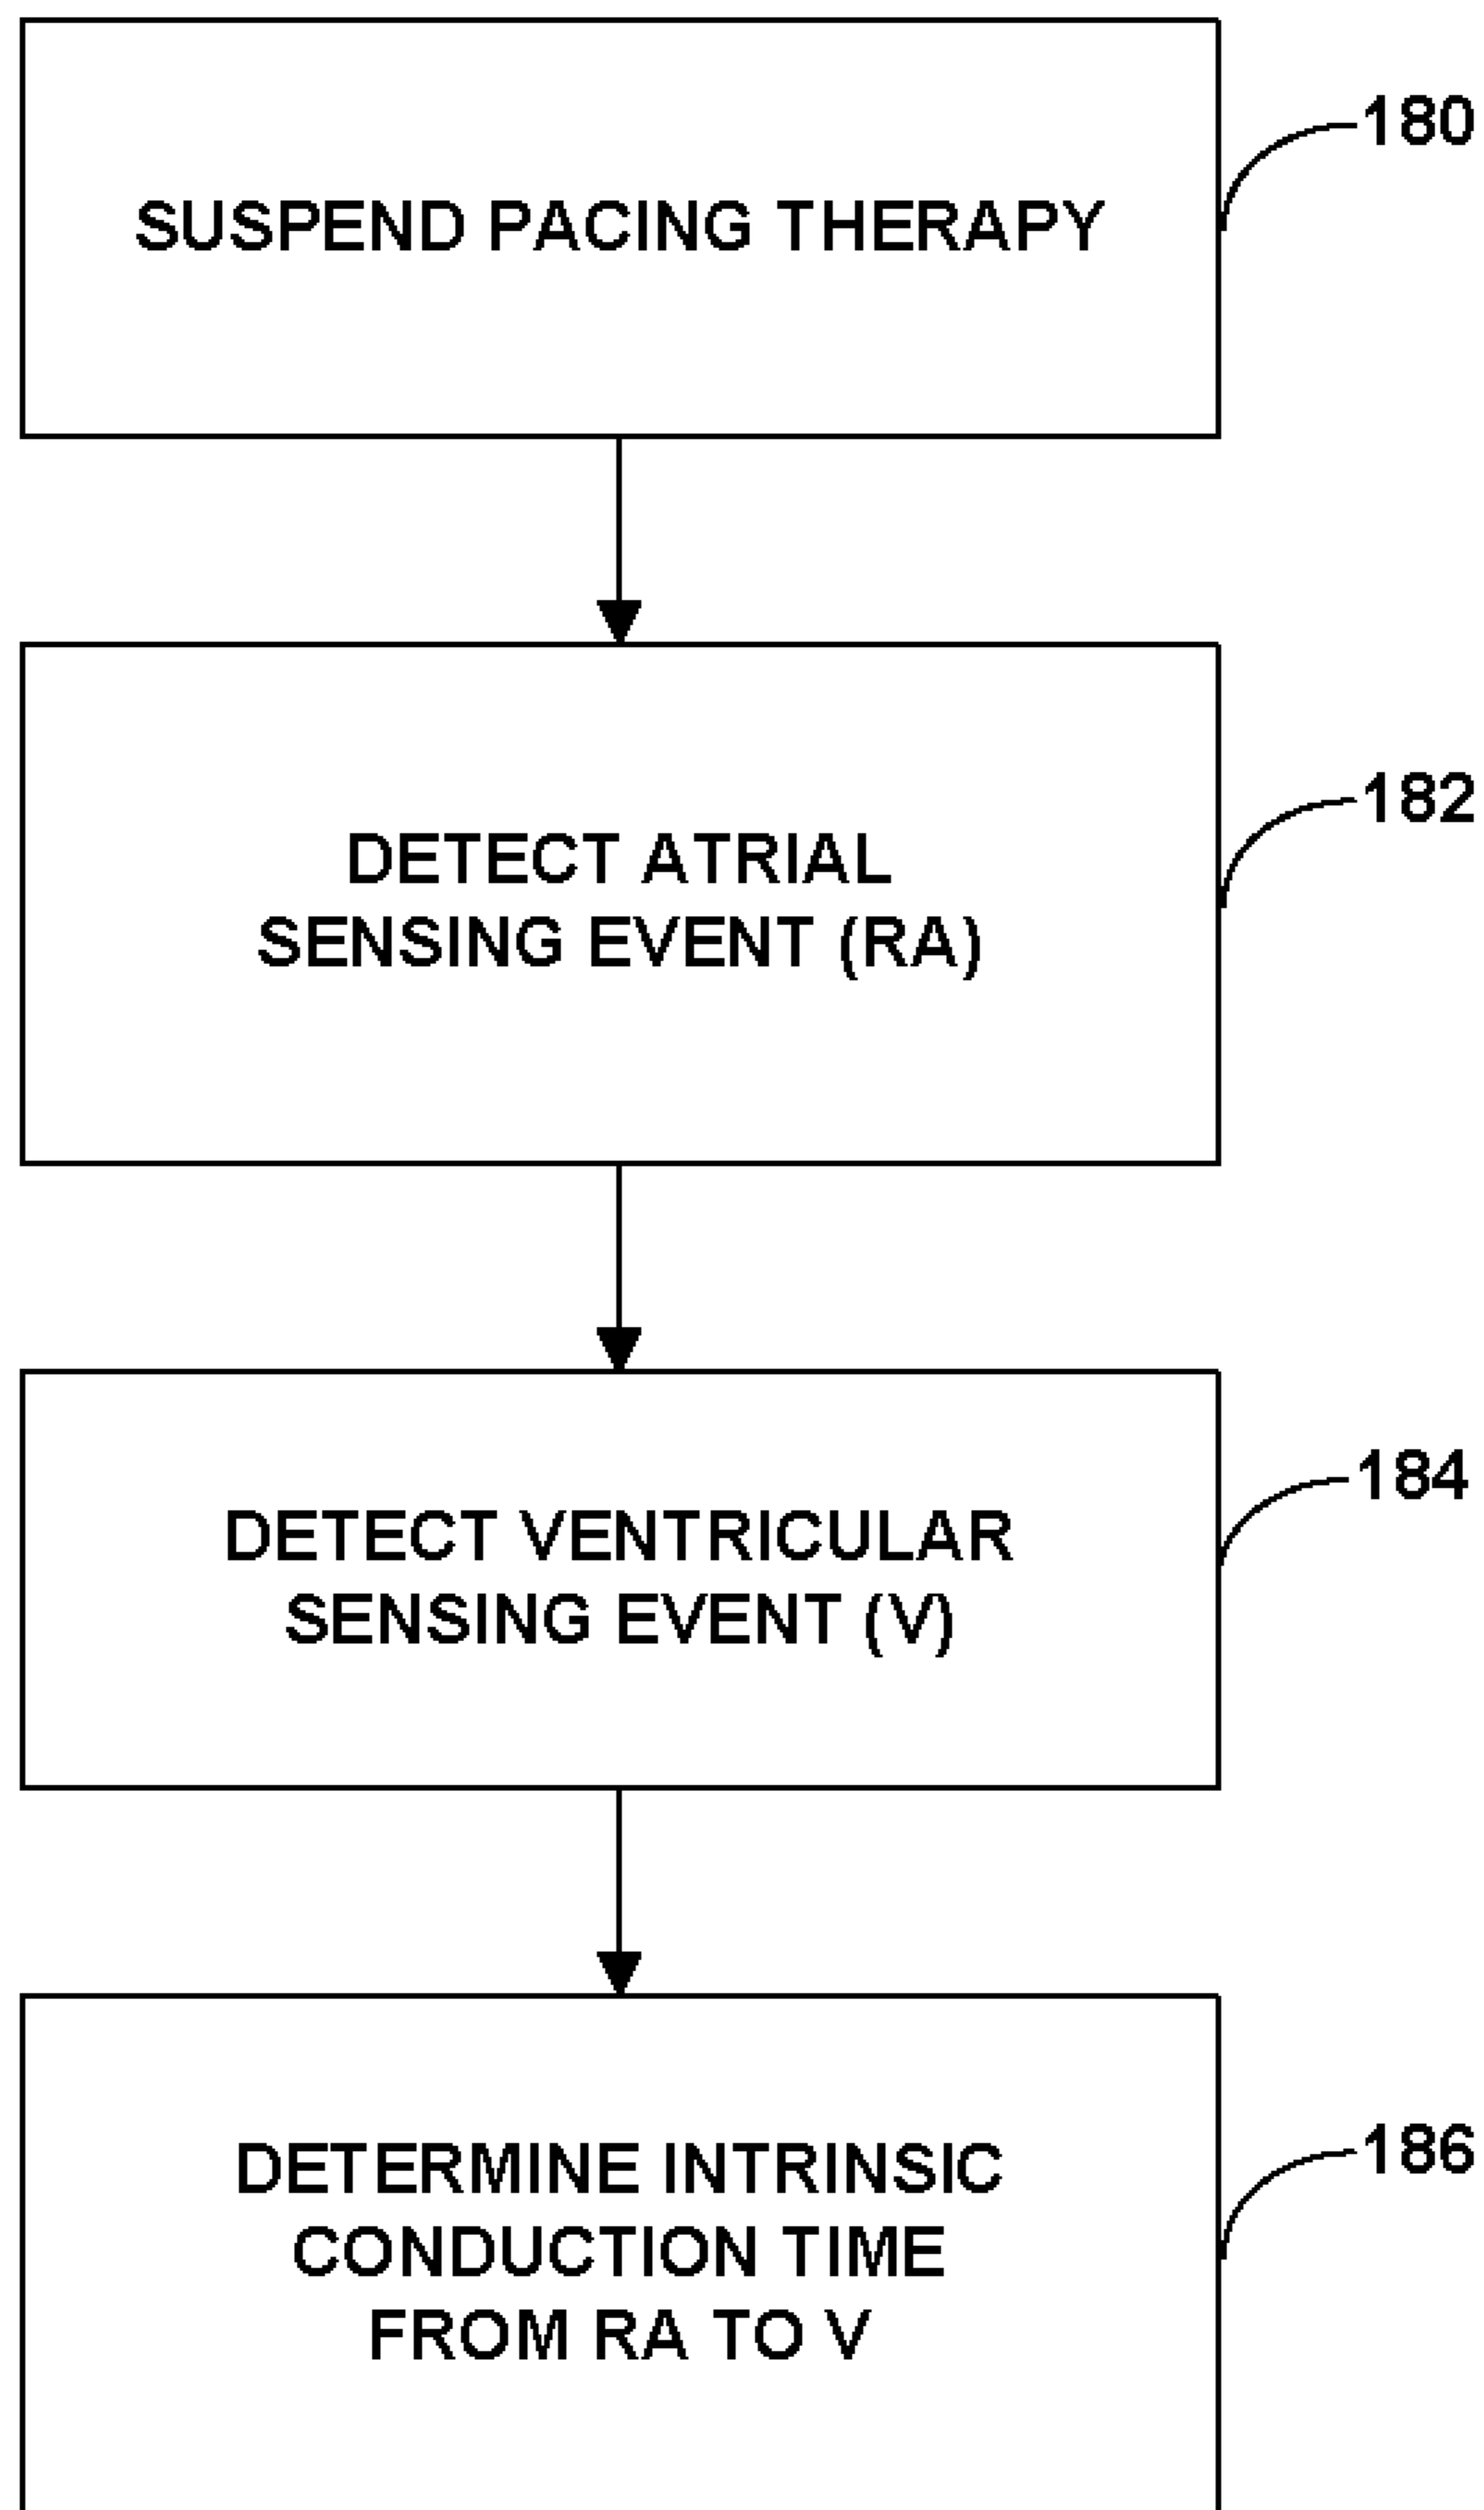 180
SUSPEND PACING THERAPY
182
DETECT ATRIAL
SENSING EVENT (RA)
184
DETECT VENTRICULAR
SENSING EVENT (V)
186
DETERMINE INTRINSIC
CONDUCTION TIME
FROM RA TO V